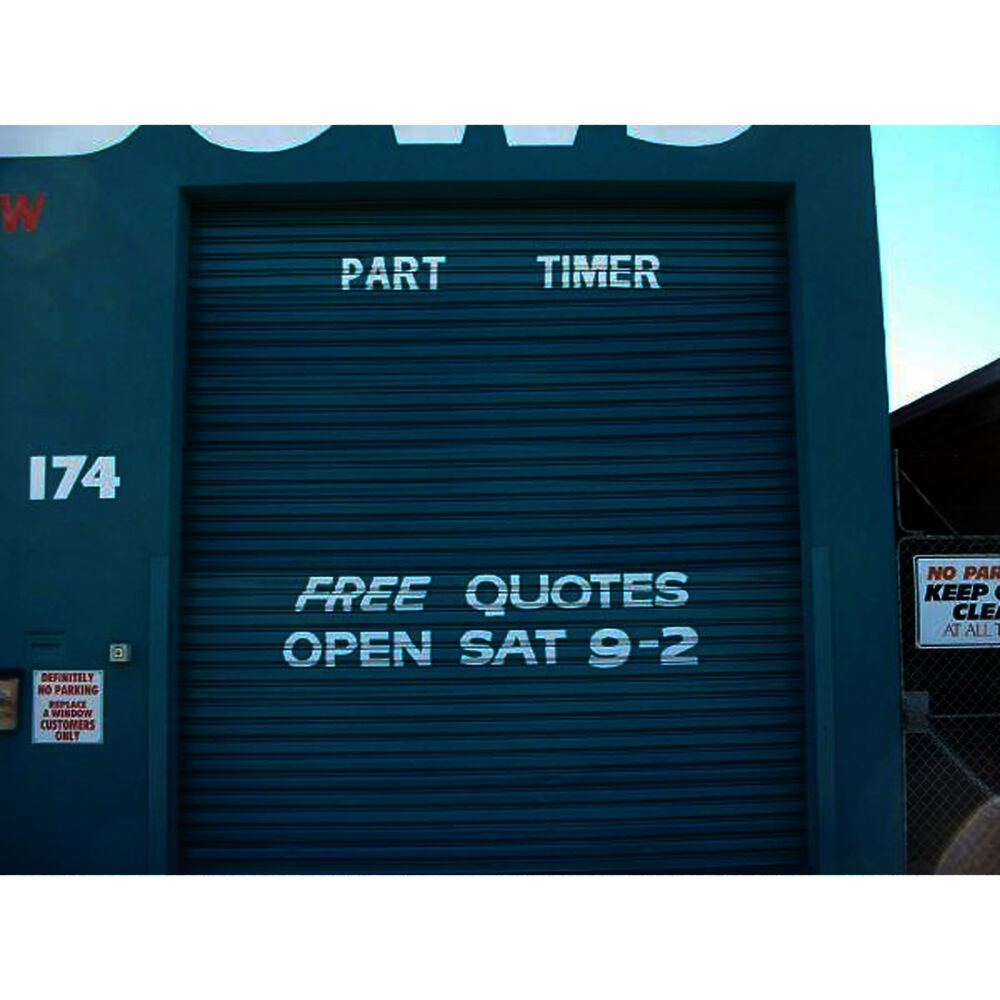 W
PART TIMER
174
FREE QUOTES
OPEN SAT 9-2
DEFINITELY
NO PARKING
REPLACE
A WINDOW
CUSTOMERS
ONLY
NO PAR
KEEP
CLE
AT ALL